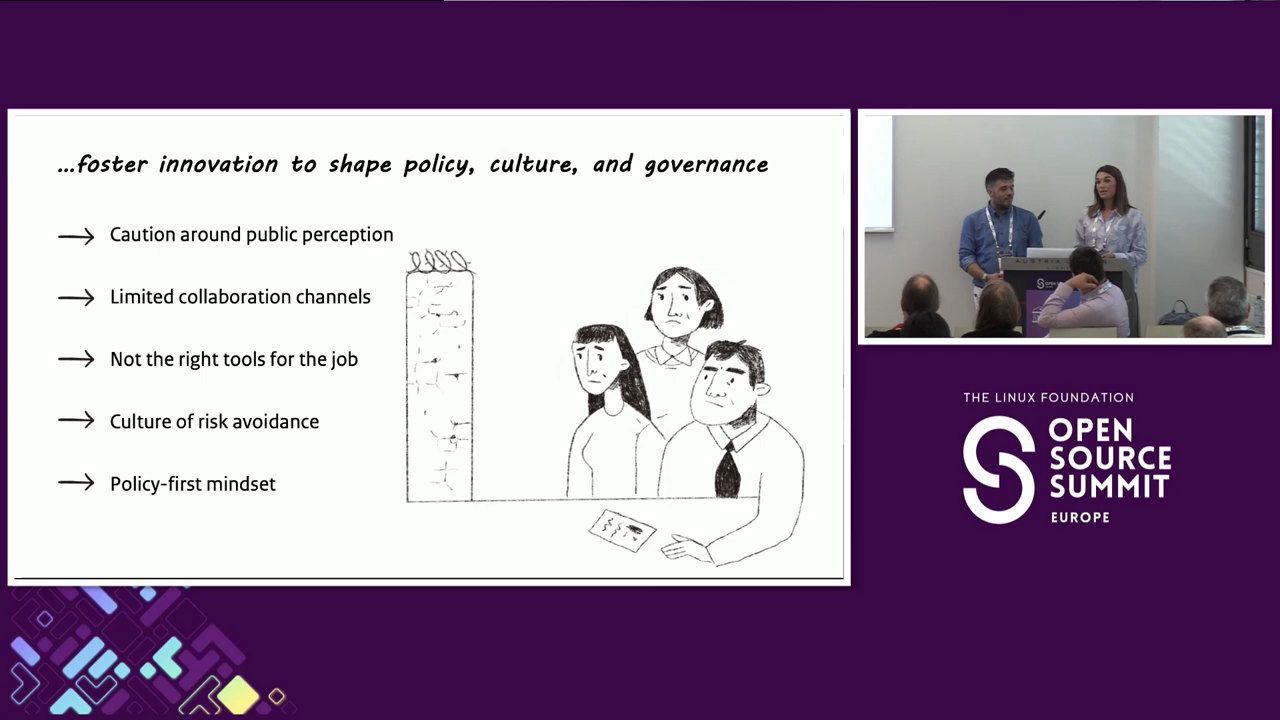 ...foster innovation to shape policy, culture, and governance
Caution around public perception
Limited collaboration channels
Not the right tools for the job
Culture of risk avoidance
Policy-first mindset
AUSTRIA
THE LINUX FOUNDATION
OPEN
SOURCE
SUMMIT
EUROPE